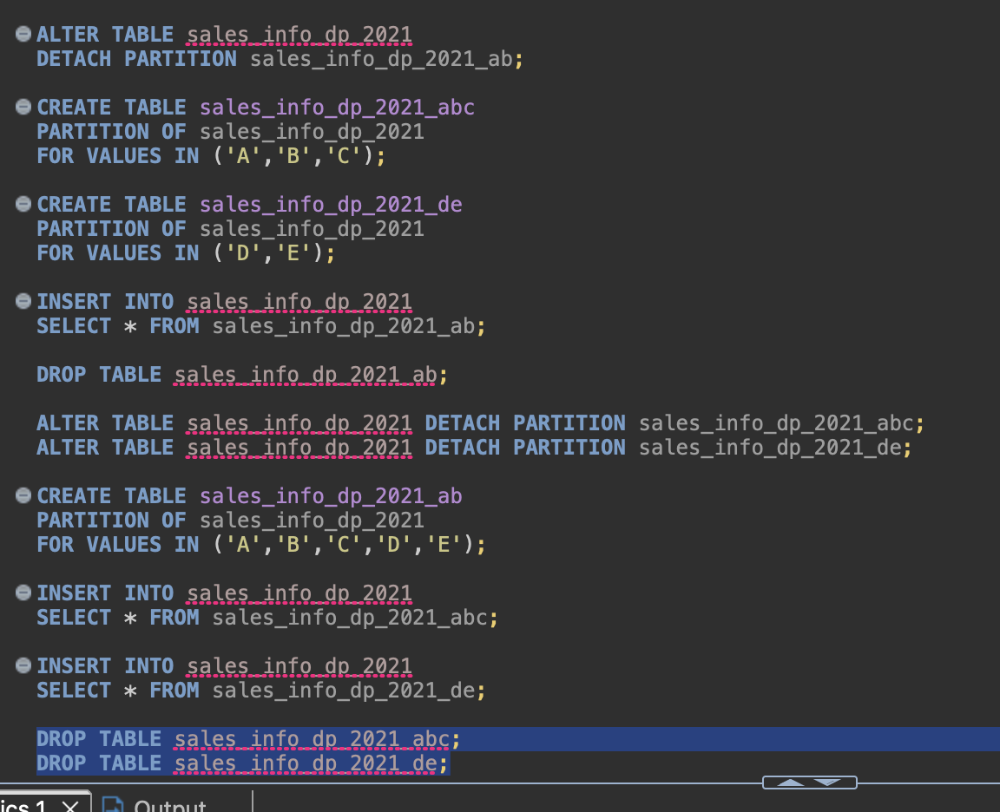 ALTER TABLE sales_info_dp_2021
DETACH PARTITION sales_info_dp_2021_ab;
CREATE TABLE sales_info_dp_2021_abc
PARTITION OF sales_info_dp_2021
FOR VALUES IN ('A','B','C');
CREATE TABLE sales_info_dp_2021_de
PARTITION OF sales_info_dp_2021
FOR VALUES IN ('D','E');
INSERT INTO sales_info_dp_2021
SELECT * FROM sales_info_dp_2021_ab;
DROP TABLE sales_info_dp_2021_ab;
ALTER TABLE sales_info_dp_2021 DETACH PARTITION sales_info_dp_2021_abc;
ALTER TABLE sales_info_dp_2021 DETACH PARTITION sales_info_dp_2021_de;
CREATE TABLE sales_info_dp_2021_ab
PARTITION OF sales_info_dp_2021
FOR VALUES IN ('A','B','C','D','E');
INSERT INTO sales_info_dp_2021
SELECT * FROM sales_info_dp_2021_abc;
INSERT INTO sales_info_dp_2021
SELECT * FROM sales_info_dp_2021_de;
DROP TABLE sales_info_dp_2021_abc;
DROP TABLE sales_info_dp_2021_de;
ics 1 Output